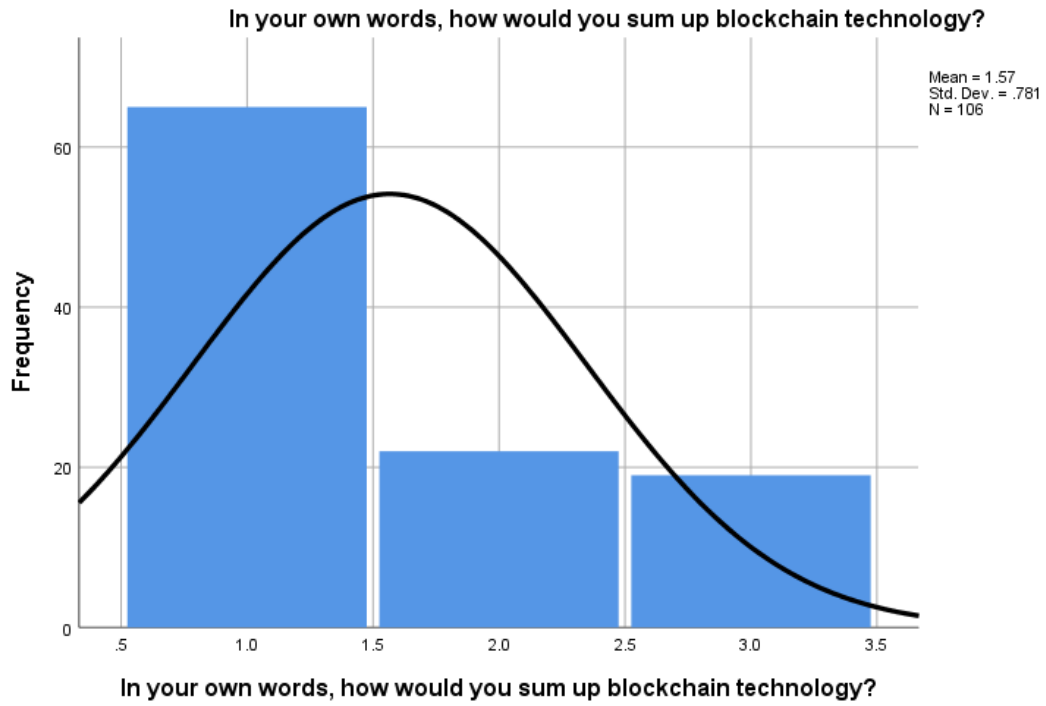 In your own words, how would you sum up blockchain technology?
Mean = 1.57
Std. Dev. = .781
N = 106
Frequency
60
40
20
0
.5 1.0 1.5 2.0 2.5 3.0 3.5
In your own words, how would you sum up blockchain technology?